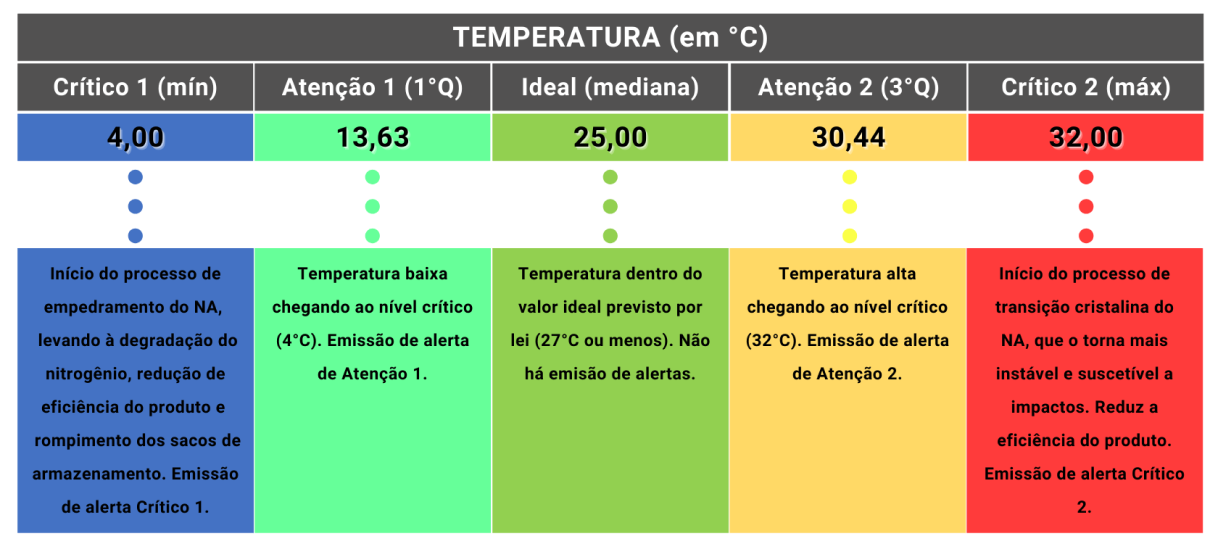 TEMPERATURA (em °C)
Crítico 1 (mín)
Atenção 1 (1°Q)
Ideal (mediana)
Atenção 2 (3°Q)
Crítico 2 (máx)
4,00
13,63
25,00
30,44
32,00
Início do processo de
empedramento do NA,
levando à degradação do
nitrogênio, redução de
eficiência do produto e
rompimento dos sacos de
armazenamento. Emissão
de alerta Crítico 1.
Temperatura baixa
chegando ao nível crítico
(4°C). Emissão de alerta
de Atenção 1.
Temperatura dentro do
valor ideal previsto por
lei (27°C ou menos). Não
há emisão de alertas.
Temperatura alta
chegando ao nível crítico
(32°C). Emissão de alerta
de Atenção 2.
Início do processo de
transição cristalina do
NA, que o torna mais
instável e suscetível a
impactos. Reduz a
eficiência do produto.
Emissão de alerta Crítico
2.